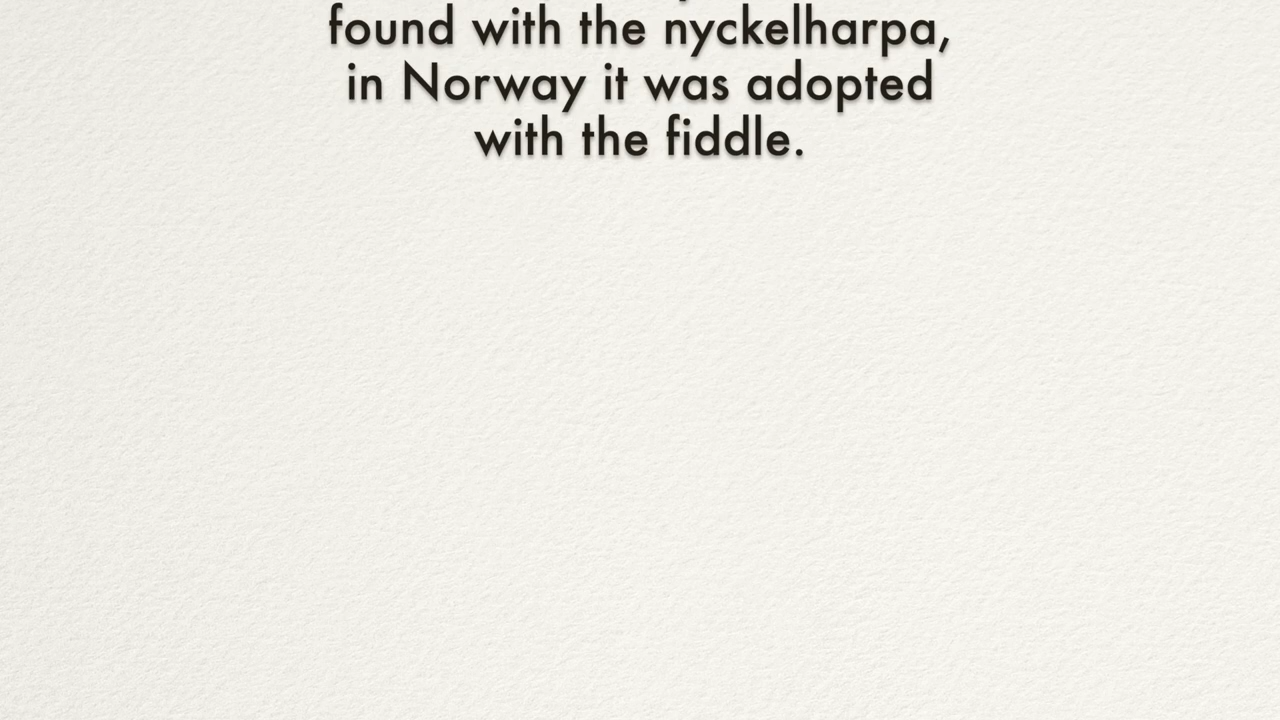 found with the nyckelharpa,
in Norway it was adopted
with the fiddle.